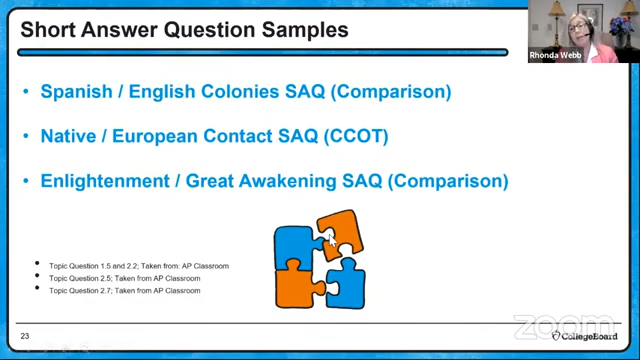 Short Answer Question Samples
Rhonda Webb
• Spanish / English Colonies SAQ (Comparison)
• Native / European Contact SAQ (CCOT)
• Enlightenment / Great Awakening SAQ (Comparison)
• Topic Question 1.5 and 2.2; Taken from: AP Classroom
• Topic Question 2.5; Taken from AP Classroom
• Topic Question 2.7; Taken from AP Classroom
zoom
23
CollegeBoard